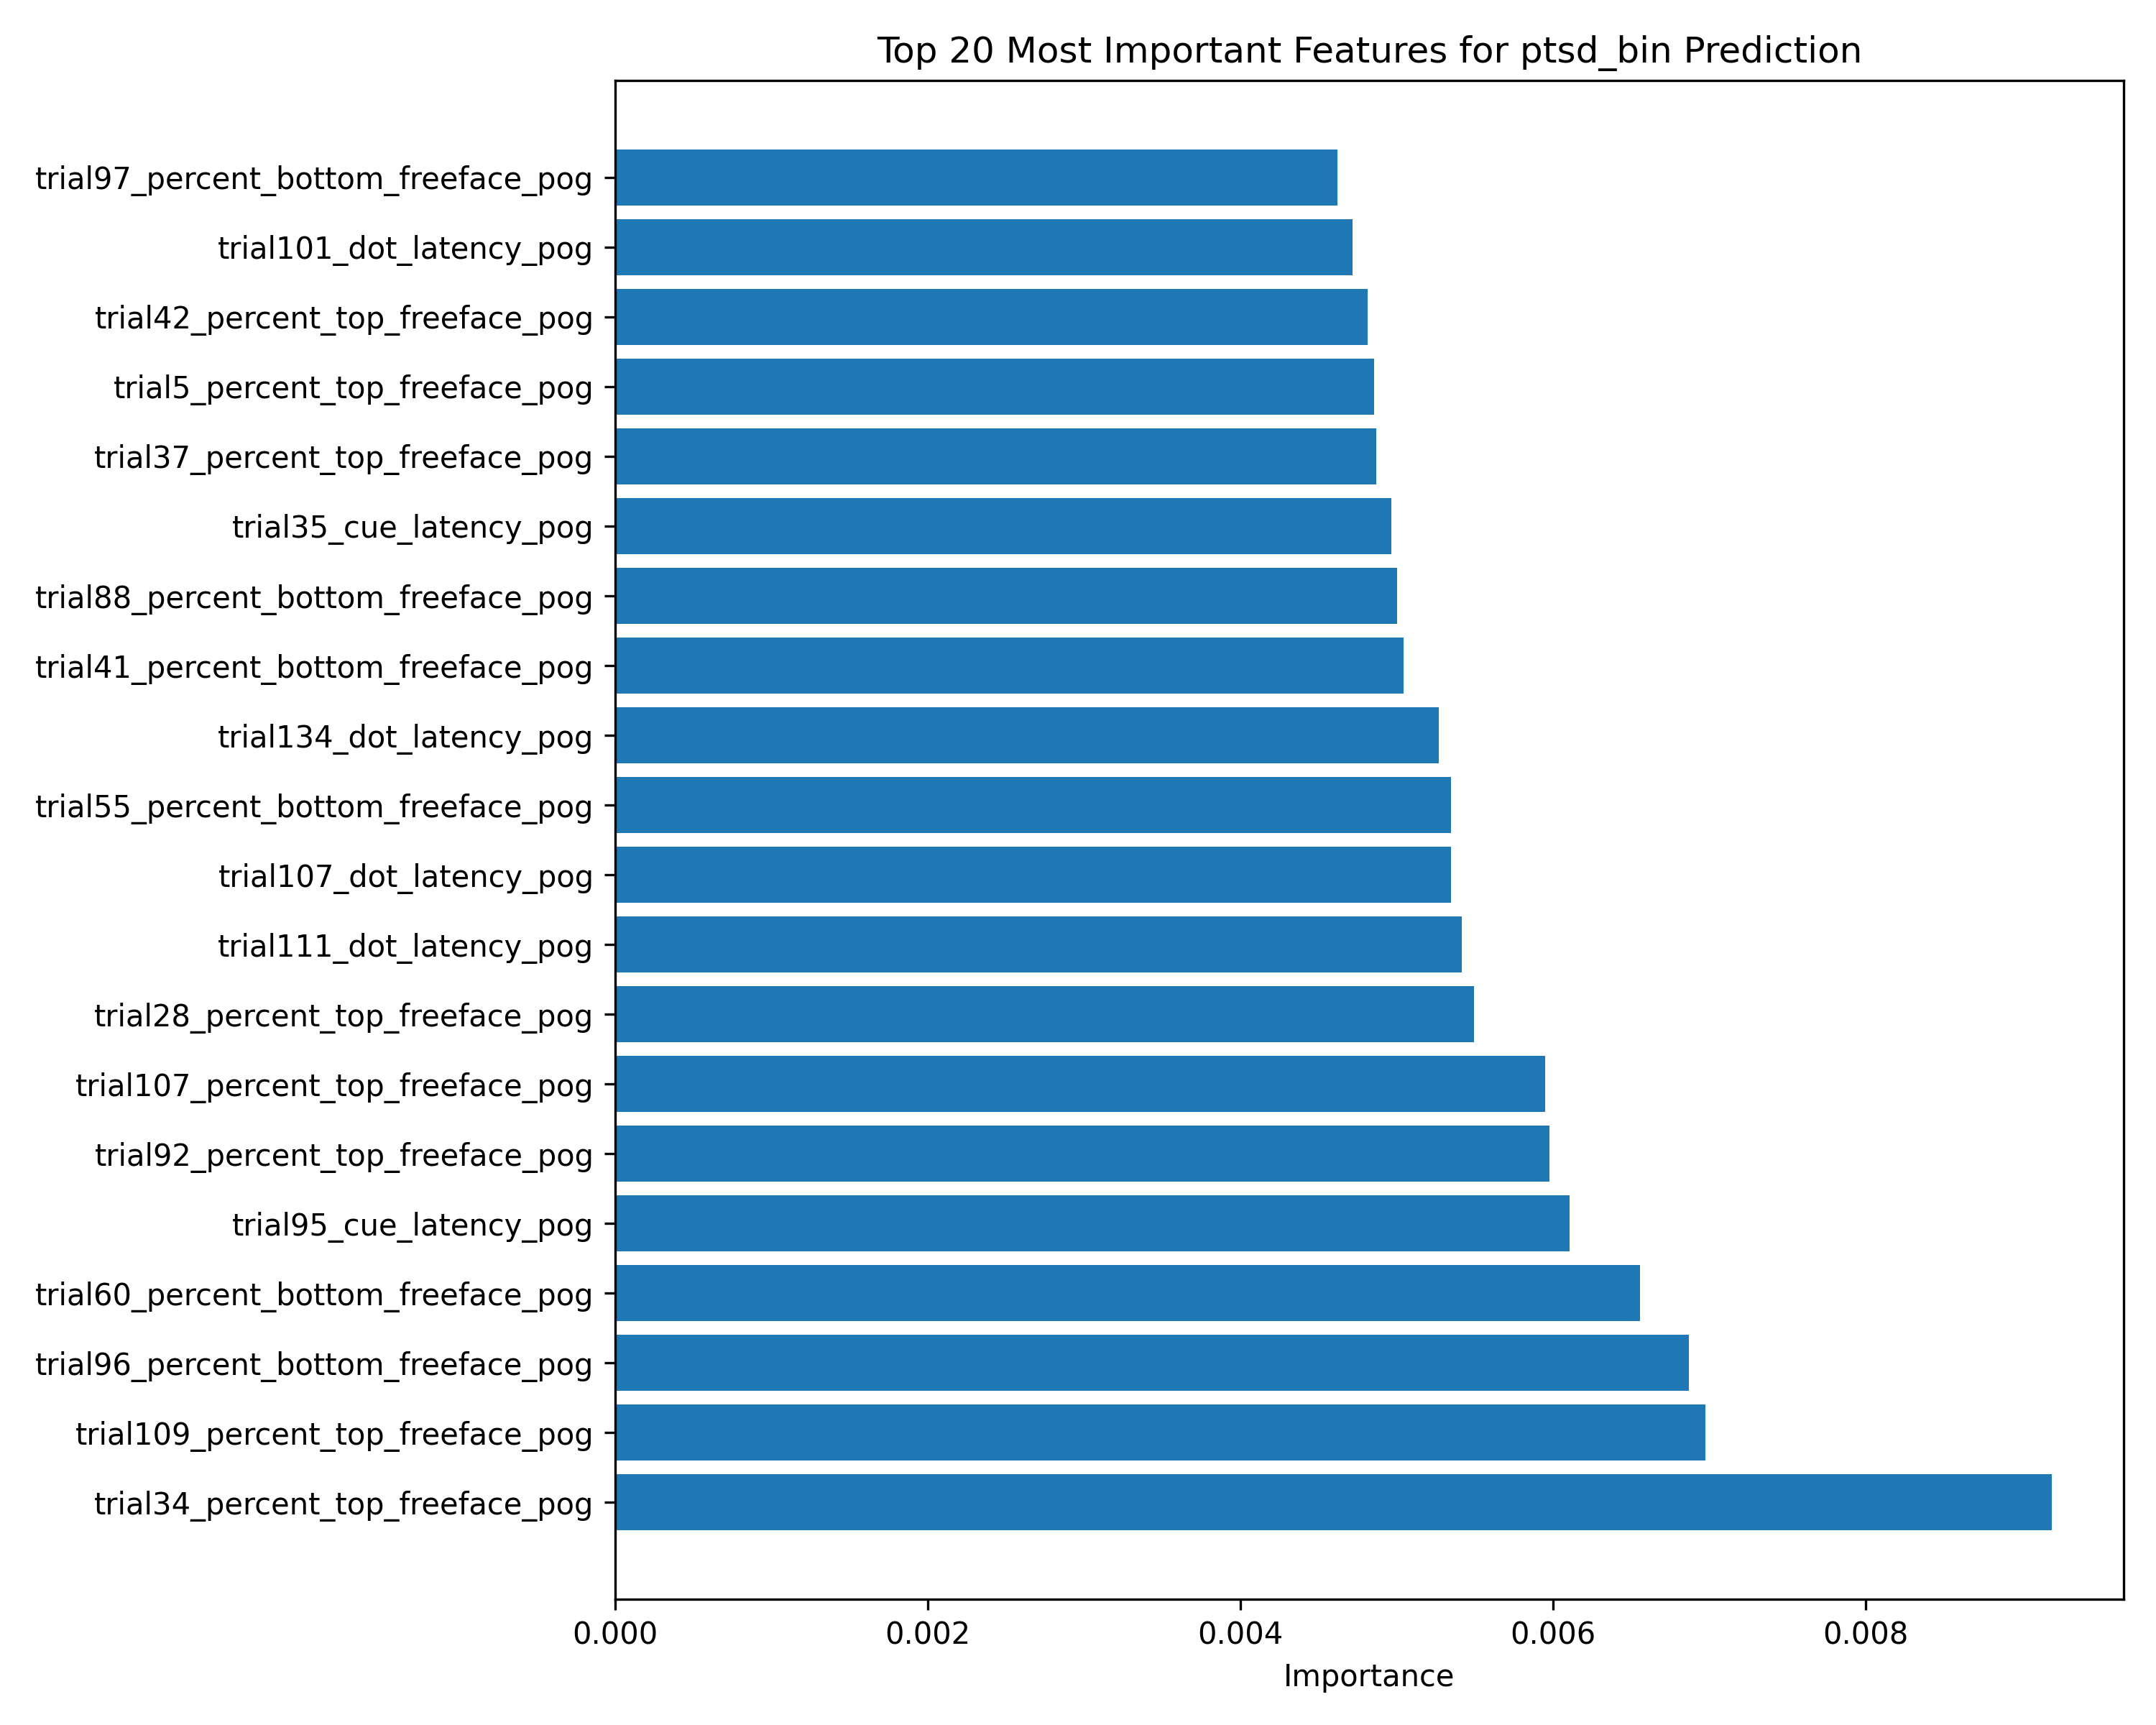 Top 20 Most Important Features for ptsd_bin Prediction
trial97_percent_bottom_freeface_pog
trial101_dot_latency_pog
trial42_percent_top_freeface_pog
trial5_percent_top_freeface_pog
trial37_percent_top_freeface_pog
trial35_cue_latency_pog
trial88_percent_bottom_freeface_pog
trial41_percent_bottom_freeface_pog
trial134_dot_latency_pog
trial55_percent_bottom_freeface_pog
trial107_dot_latency_pog
trial111_dot_latency_pog
trial28_percent_top_freeface_pog
trial107_percent_top_freeface_pog
trial92_percent_top_freeface_pog
trial95_cue_latency_pog
trial60_percent_bottom_freeface_pog
trial96_percent_bottom_freeface_pog
trial109_percent_top_freeface_pog
trial34_percent_top_freeface_pog
0.000 0.002 0.004 0.006 0.008
Importance